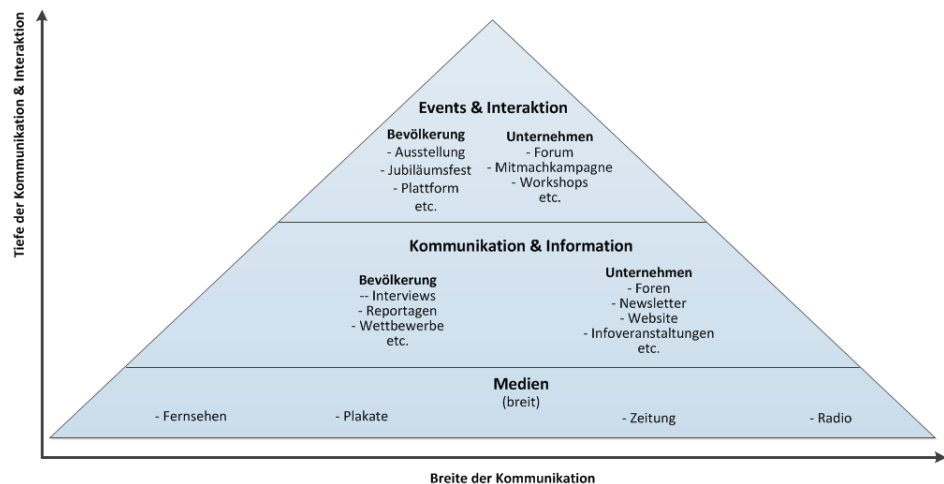 Tiefe der Kommunikation & Interaktion
Events & Interaktion
Bevölkerung
- Ausstellung
- Jubiläumsfest
- Plattform
etc.
Unternehmen
- Forum
- Mitmachkampagne
- Workshops
etc.
Kommunikation & Information
Bevölkerung
-- Interviews
- Reportagen
- Wettbewerbe
etc.
Unternehmen
- Foren
- Newsletter
- Website
- Infoveranstaltungen
etc.
Medien
(breit)
- Fernsehen
- Plakate
- Zeitung
- Radio
Breite der Kommunikation